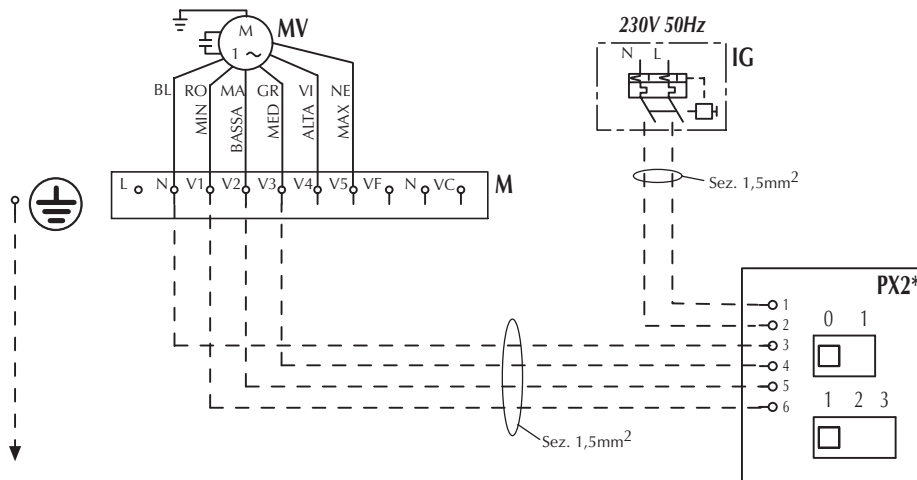 MV
M
1 ~
BL RO MA GR VI NE
MIN BASSA MED ALTA MAX
L N V1 V2 V3 V4 V5 VF N VC
M
230V 50Hz
N L
IG
Sez. 1,5mm²
Sez. 1,5mm²
PX2*
1
2
3
4
5
6
0 1
1 2 3